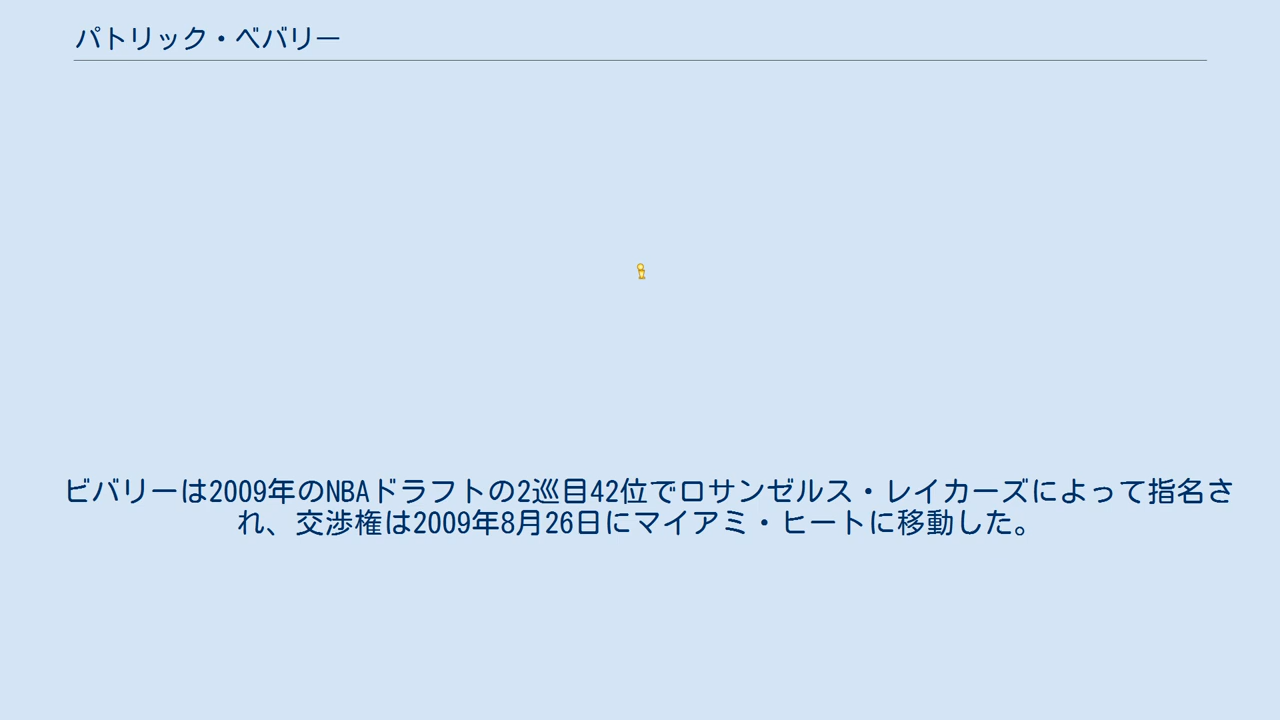 パトリック・べバリー
ビバリーは2009年のNBAドラフトの2巡目42位でロサンゼルス・レイカーズによって指名さ
れ、交渉権は2009年8月26日にマイアミ・ヒートに移動した。